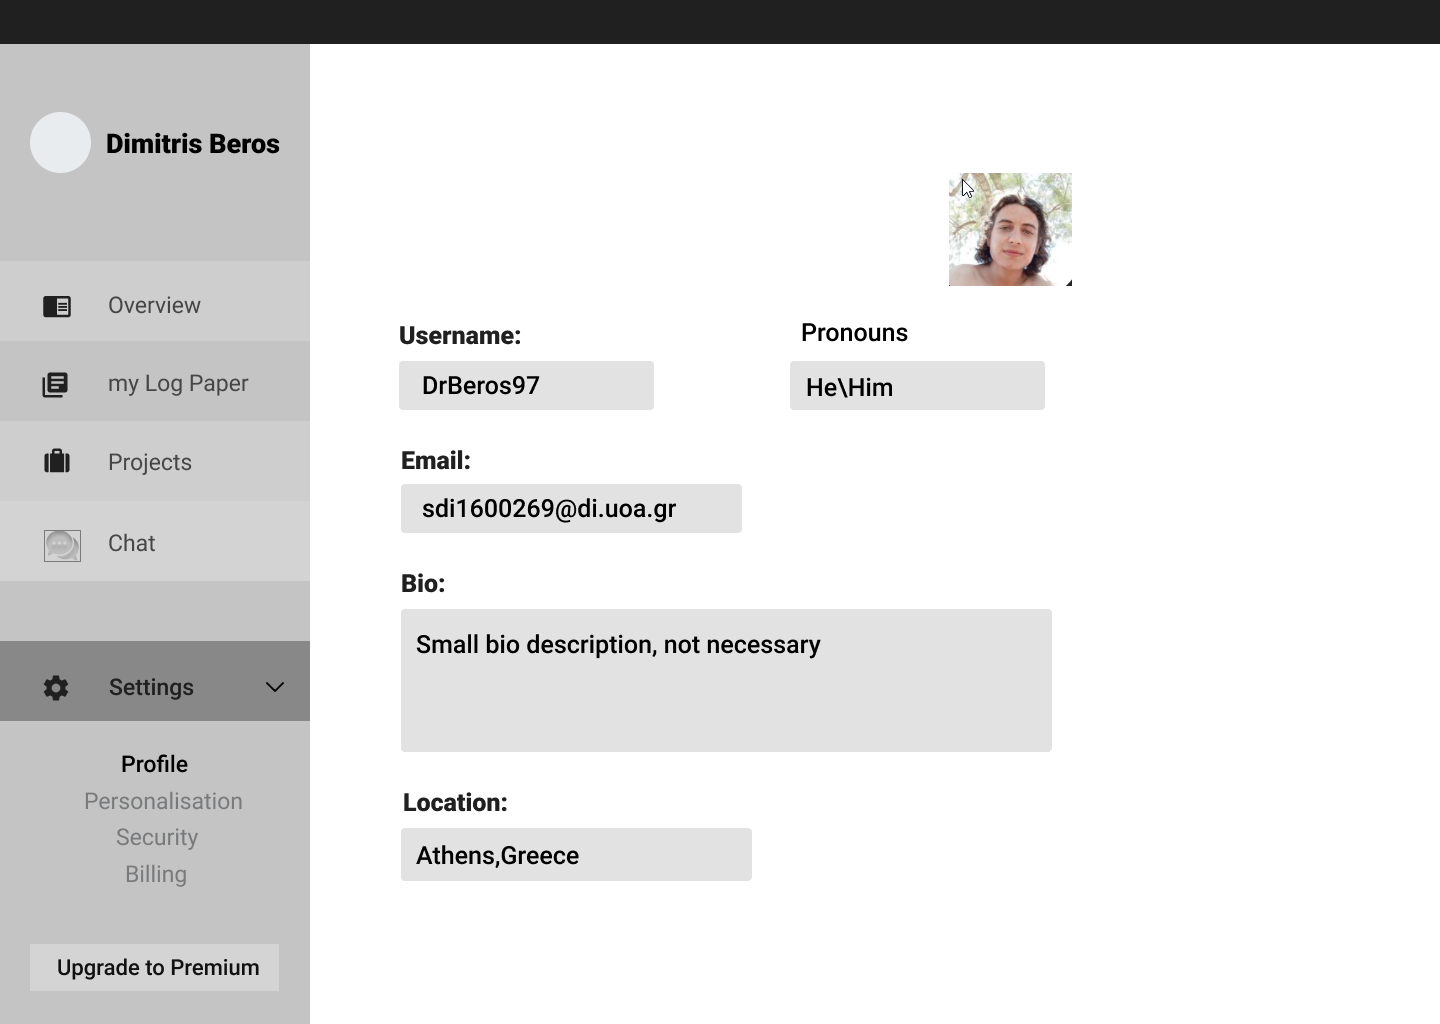 Dimitris Beros
Overview
my Log Paper
Projects
Chat
Settings
Profile
Personalisation
Security
Billing
Upgrade to Premium
Username:
DrBeros97
Pronouns
He\Him
Email:
sdi1600269@di.uoa.gr
Bio:
Small bio description, not necessary
Location:
Athens,Greece